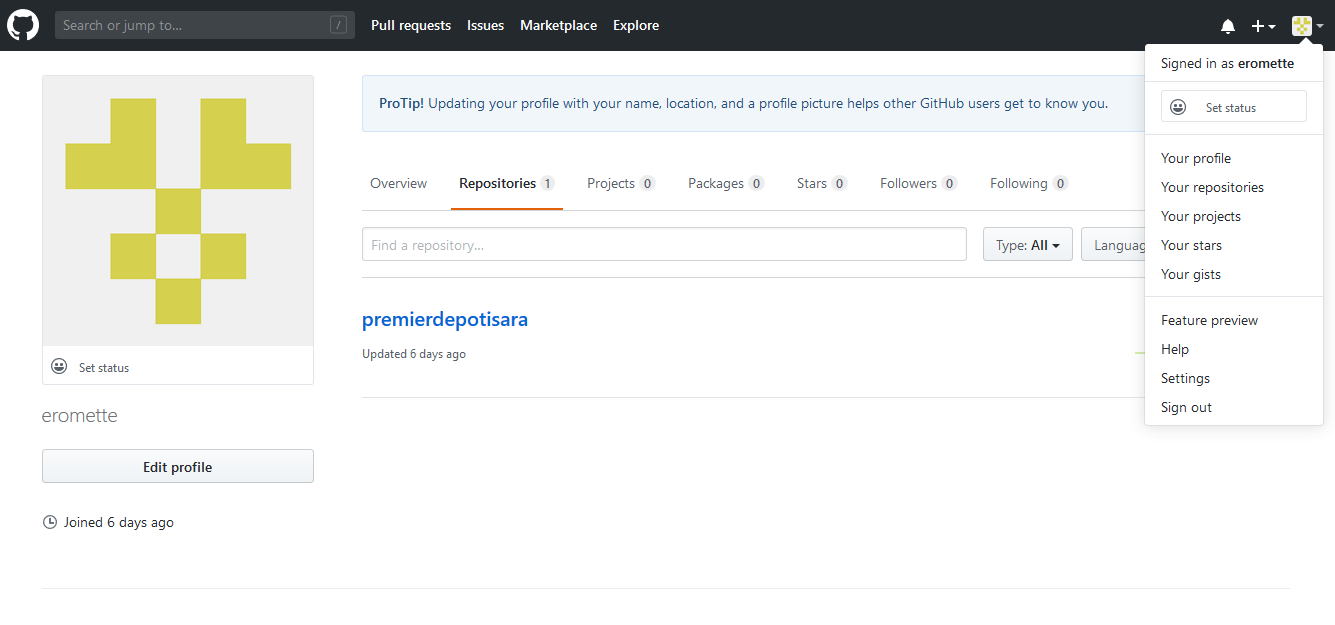 Search or jump to... /
Pull requests Issues Marketplace Explore
Signed in as eromette
Set status
Your profile
Your repositories
Your projects
Your stars
Your gists
Feature preview
Help
Settings
Sign out
ProTip! Updating your profile with your name, location, and a profile picture helps other GitHub users get to know you.
Overview Repositories 1 Projects 0 Packages 0 Stars 0 Followers 0 Following 0
Find a repository... Type: All Languag
premierdepotisara
Updated 6 days ago
Set status
eromette
Edit profile
Joined 6 days ago